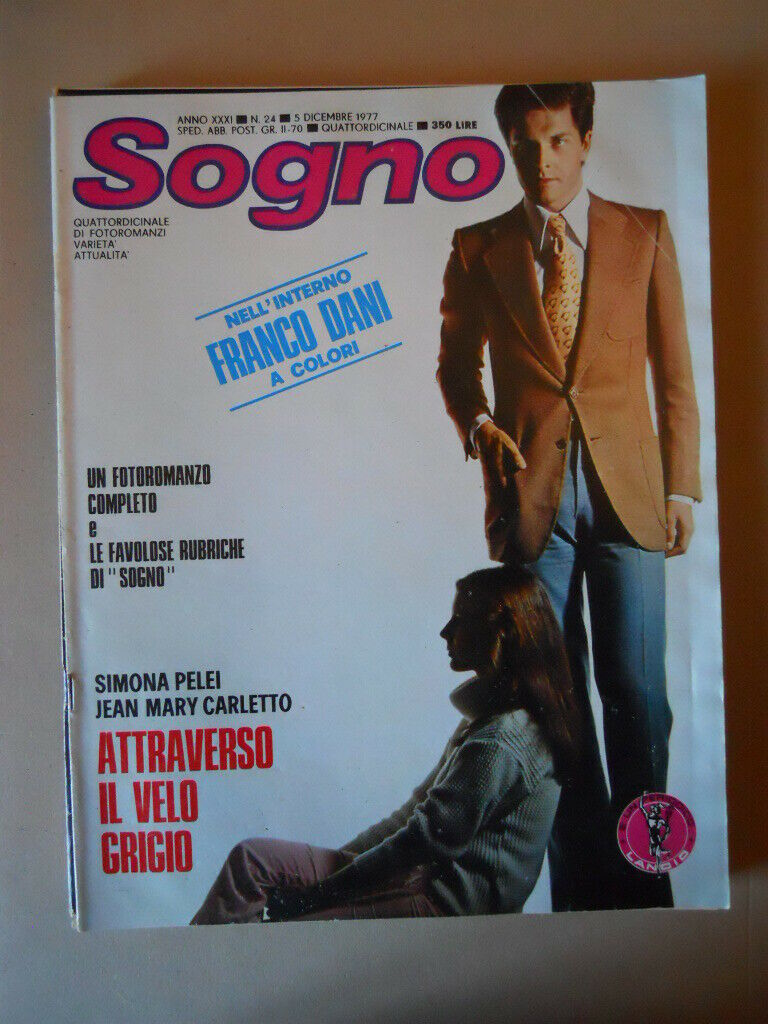 ANNO XXXI ■ N. 24 ■ 5 DICEMBRE 1977
SPED. ABB. POST. GR. II-70 ■ QUATTORDICINALE ■ 350 LIRE
Sogno
QUATTORDICINALE
DI FOTOROMANZI
VARIETA'
ATTUALITA'
NELL'INTERNO
FRANCO DANI
A COLORI
UN FOTOROMANZO
COMPLETO
e
LE FAVOLOSE RUBRICHE
DI "SOGNO"
SIMONA PELEI
JEAN MARY CARLETTO
ATTRAVERSO
IL VELO
GRIGIO
LANCIO